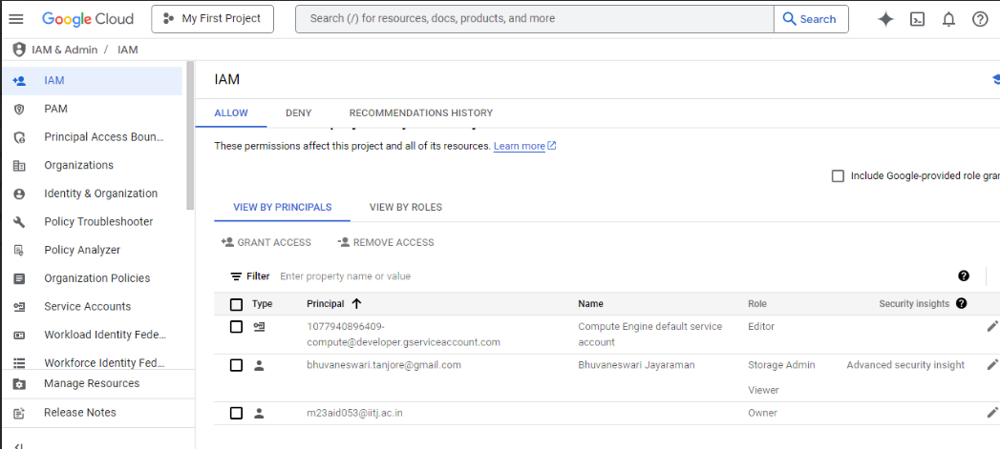 Google Cloud
My First Project
Search (/) for resources, docs, products, and more
Search
IAM & Admin / IAM
IAM
PAM
Principal Access Boun...
Organizations
Identity & Organization
Policy Troubleshooter
Policy Analyzer
Organization Policies
Service Accounts
Workload Identity Fede...
Workforce Identity Fed...
Manage Resources
Release Notes
IAM
ALLOW DENY RECOMMENDATIONS HISTORY
These permissions affect this project and all of its resources. Learn more
Include Google-provided role gran
VIEW BY PRINCIPALS VIEW BY ROLES
GRANT ACCESS REMOVE ACCESS
Filter Enter property name or value
Type Principal Name Role Security insights
1077940896409- Compute Engine default service Editor
compute@developer.gserviceaccount.com account
bhuvaneswari.tanjore@gmail.com Bhuvaneswari Jayaraman Storage Admin Advanced security insight
Viewer
m23aid053@iitj.ac.in Owner